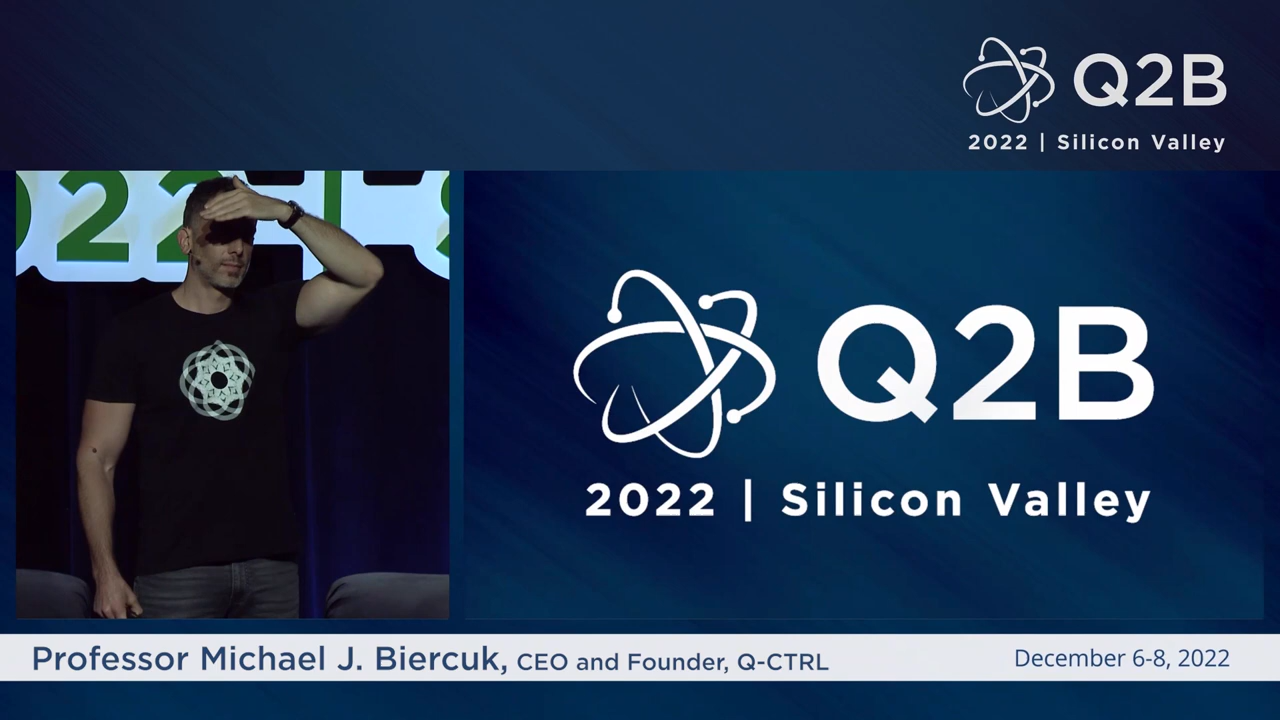 Q2B
2022 | Silicon Valley
22
Q2B
2022 | Silicon Valley
Professor Michael J. Biercuk, CEO and Founder, Q-CTRL
December 6-8, 2022